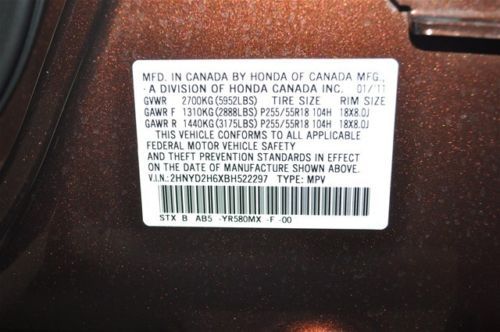 MFD. IN CANADA BY HONDA OF CANADA MFG.,
- A DIVISION OF HONDA CANADA INC. 01/11
GVWR 2700KG(5952LBS) TIRE SIZE RIM SIZE
GAWR F 1310KG(2888LBS) P255/55R18 104H 18X8.0J
GAWR R 1440KG(3175LBS) P255/55R18 104H 18X8.0J
THIS VEHICLE CONFORMS TO ALL APPLICABLE
FEDERAL MOTOR VEHICLE SAFETY
AND THEFT PREVENTION STANDARDS IN EFFECT
ON THE DATE OF MANUFACTURE SHOWN ABOVE.
V.I.N.:2HNYD2H6XBH522297 TYPE: MPV
STX B AB5 -YR580MX -F -00